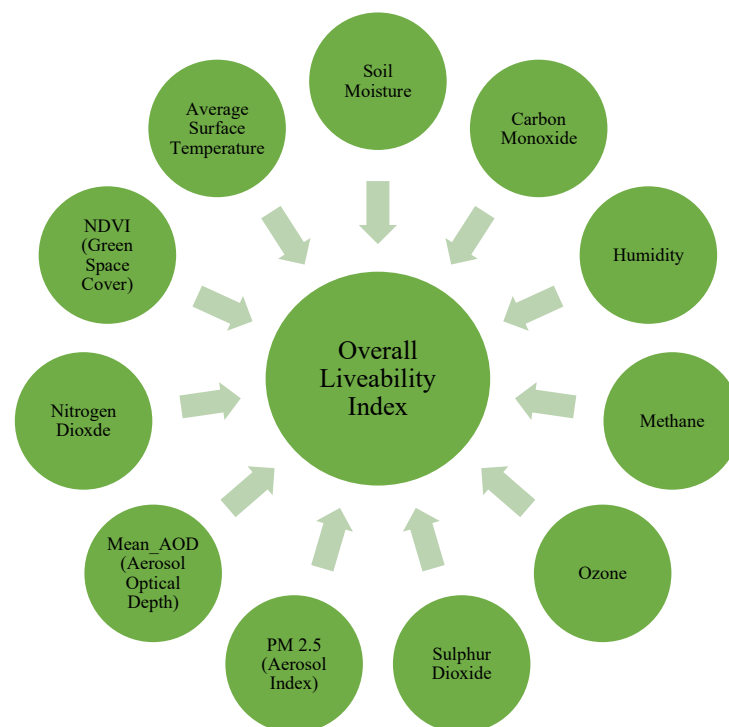 Soil
Moisture
Carbon
Monoxide
Humidity
Methane
Ozone
Sulphur
Dioxide
PM 2.5
(Aerosol
Index)
Mean_AOD
(Aerosol
Optical
Depth)
Nitrogen
Dioxde
NDVI
(Green
Space
Cover)
Average
Surface
Temperature
Overall
Liveability
Index